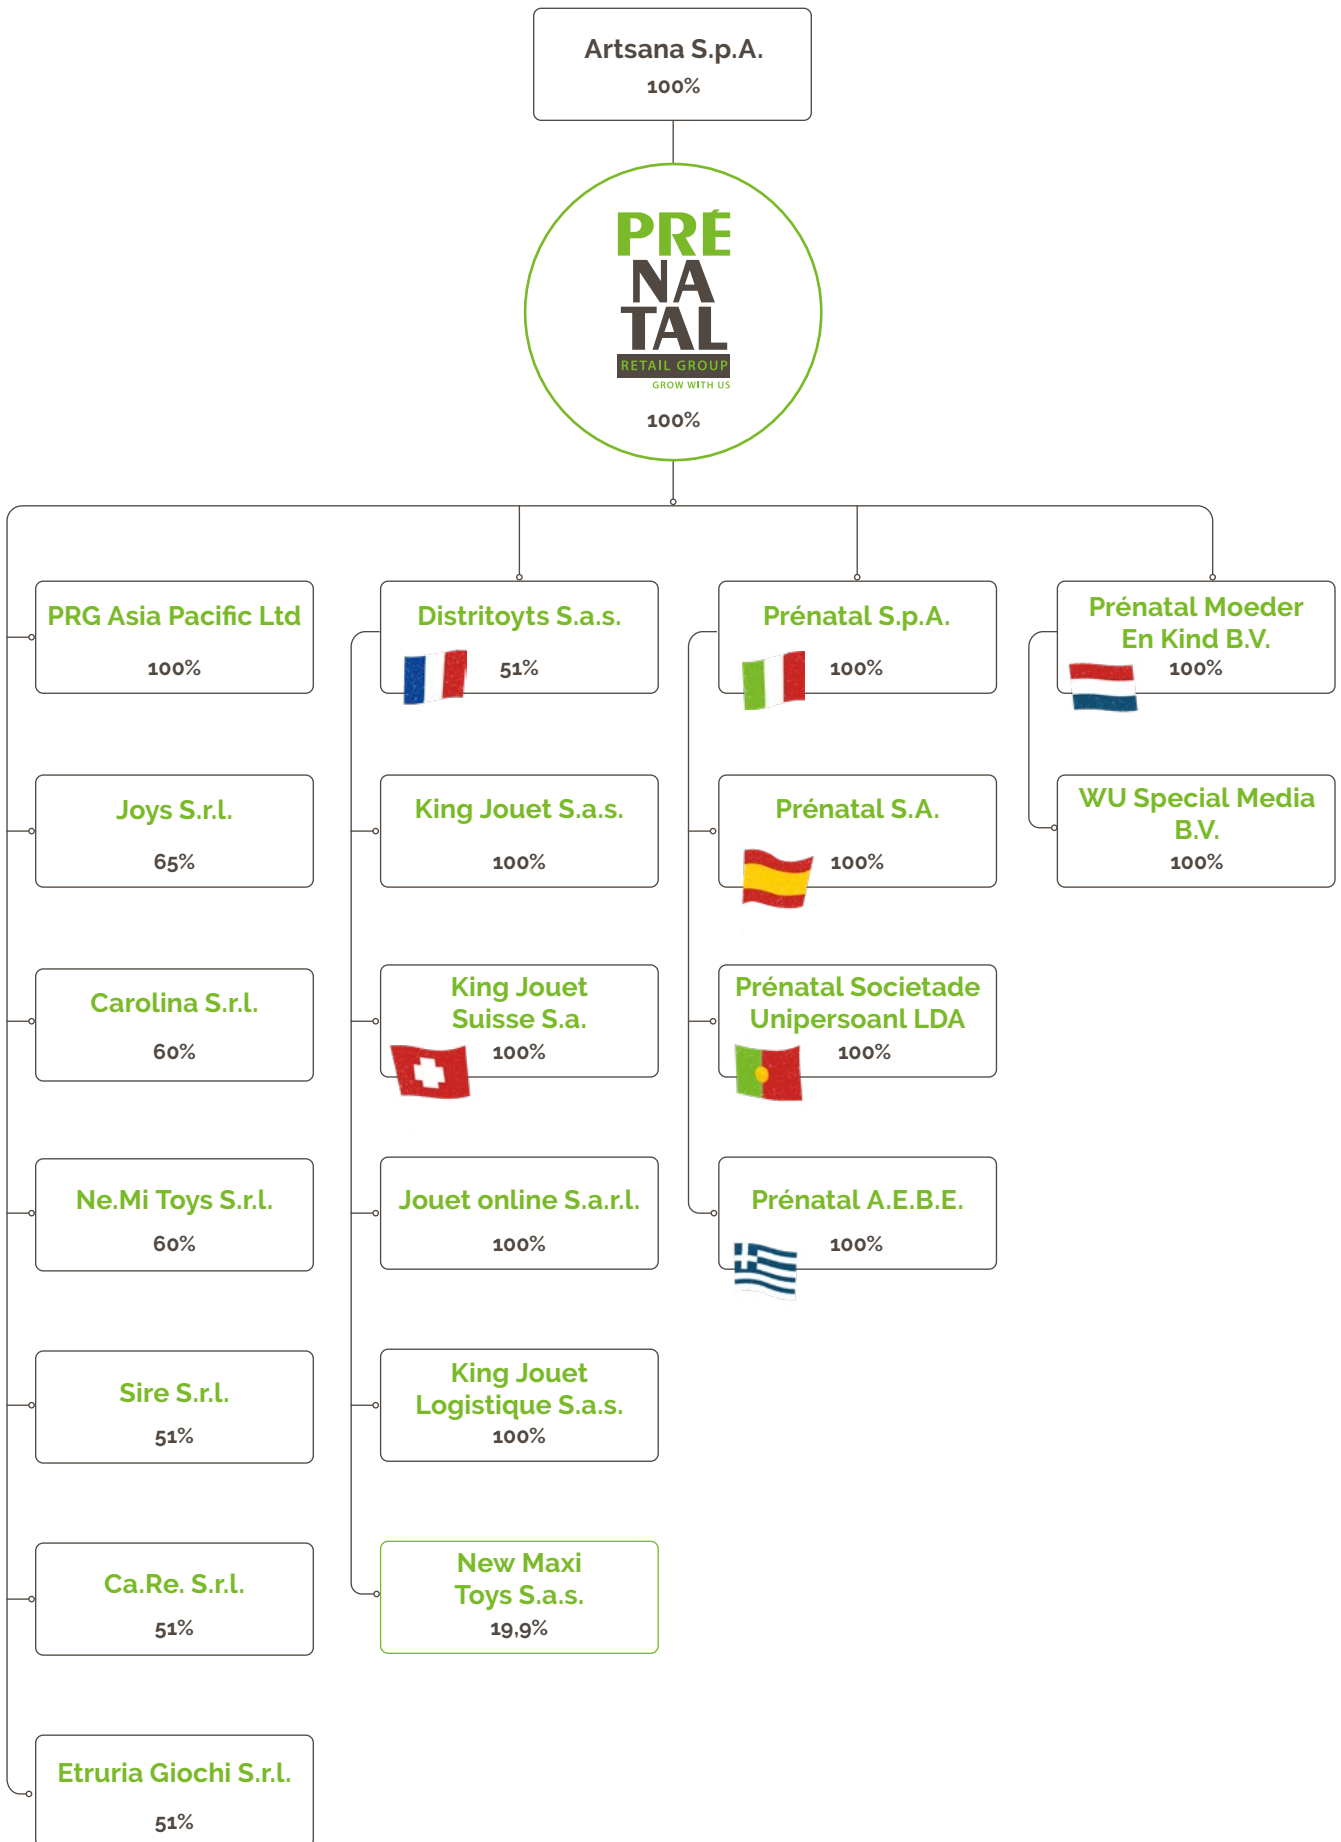 Artsana S.p.A.
100%
PRÉ
NA
TAL
RETAIL GROUP
GROW WITH US
100%
PRG Asia Pacific Ltd
100%
Joys S.r.l.
65%
Carolina S.r.l.
60%
Ne.Mi Toys S.r.l.
60%
Sire S.r.l.
51%
Ca.Re. S.r.l.
51%
Etruria Giochi S.r.l.
51%
Distritoyts S.a.s.
51%
King Jouet S.a.s.
100%
King Jouet
Suisse S.a.
100%
Jouet online S.a.r.l.
100%
King Jouet
Logistique S.a.s.
100%
New Maxi
Toys S.a.s.
19,9%
Prénatal S.p.A.
100%
Prénatal S.A.
100%
Prénatal Societade
Unipersoanl LDA
100%
Prénatal A.E.B.E.
100%
Prénatal Moeder
En Kind B.V.
100%
WU Special Media
B.V.
100%